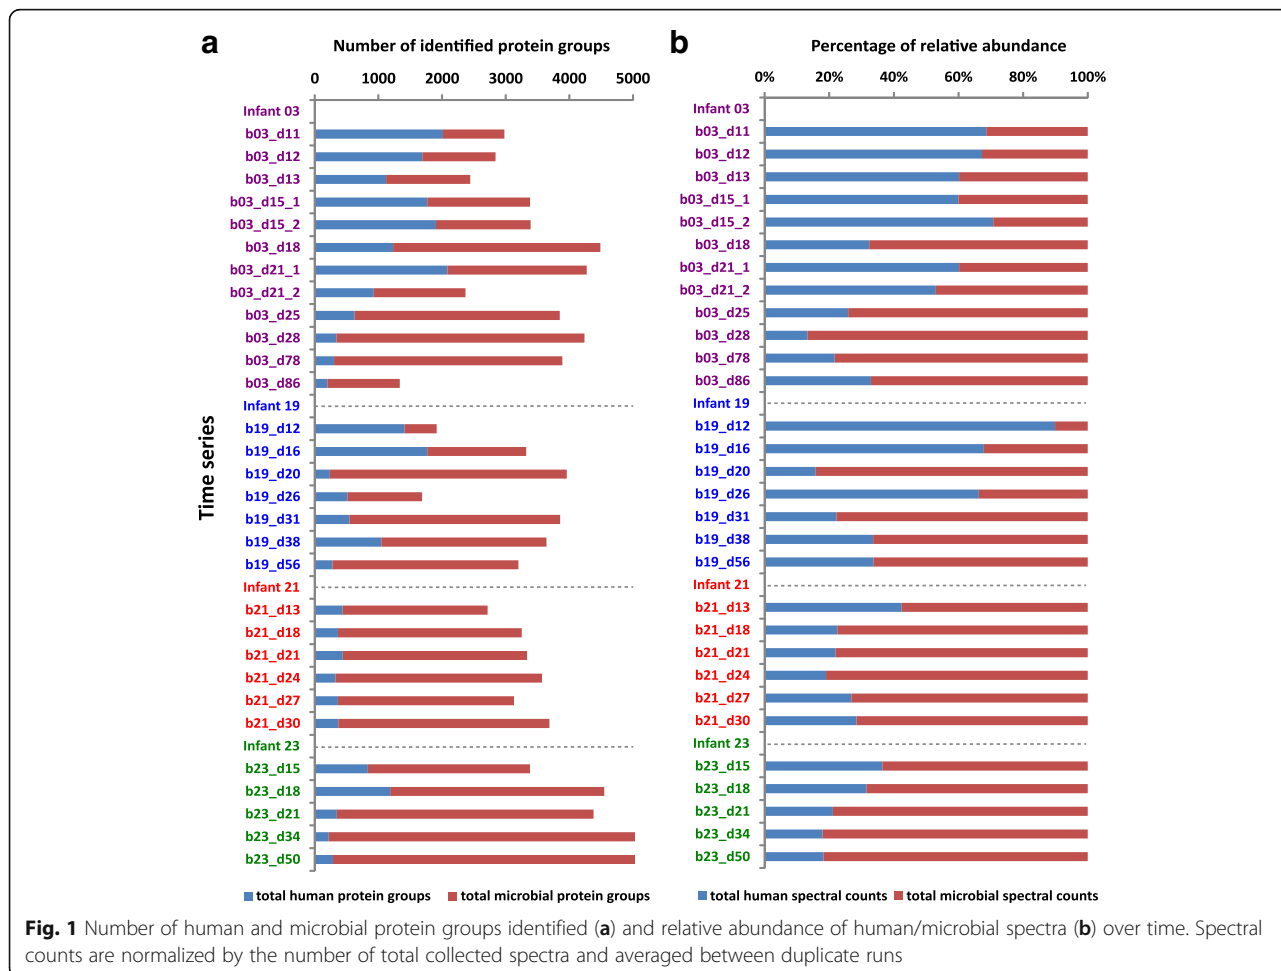 a
Number of identified protein groups
0 1000 2000 3000 4000 5000
Time series
Infant 03
b03_d11
b03_d12
b03_d13
b03_d15_1
b03_d15_2
b03_d18
b03_d21_1
b03_d21_2
b03_d25
b03_d28
b03_d78
b03_d86
Infant 19
b19_d12
b19_d16
b19_d20
b19_d26
b19_d31
b19_d38
b19_d56
Infant 21
b21_d13
b21_d18
b21_d21
b21_d24
b21_d27
b21_d30
Infant 23
b23_d15
b23_d18
b23_d21
b23_d34
b23_d50
total human protein groups total microbial protein groups
b
Percentage of relative abundance
0% 20% 40% 60% 80% 100%
Infant 03
b03_d11
b03_d12
b03_d13
b03_d15_1
b03_d15_2
b03_d18
b03_d21_1
b03_d21_2
b03_d25
b03_d28
b03_d78
b03_d86
Infant 19
b19_d12
b19_d16
b19_d20
b19_d26
b19_d31
b19_d38
b19_d56
Infant 21
b21_d13
b21_d18
b21_d21
b21_d24
b21_d27
b21_d30
Infant 23
b23_d15
b23_d18
b23_d21
b23_d34
b23_d50
total human spectral counts total microbial spectral counts
Fig. 1 Number of human and microbial protein groups identified (a) and relative abundance of human/microbial spectra (b) over time. Spectral
counts are normalized by the number of total collected spectra and averaged between duplicate runs